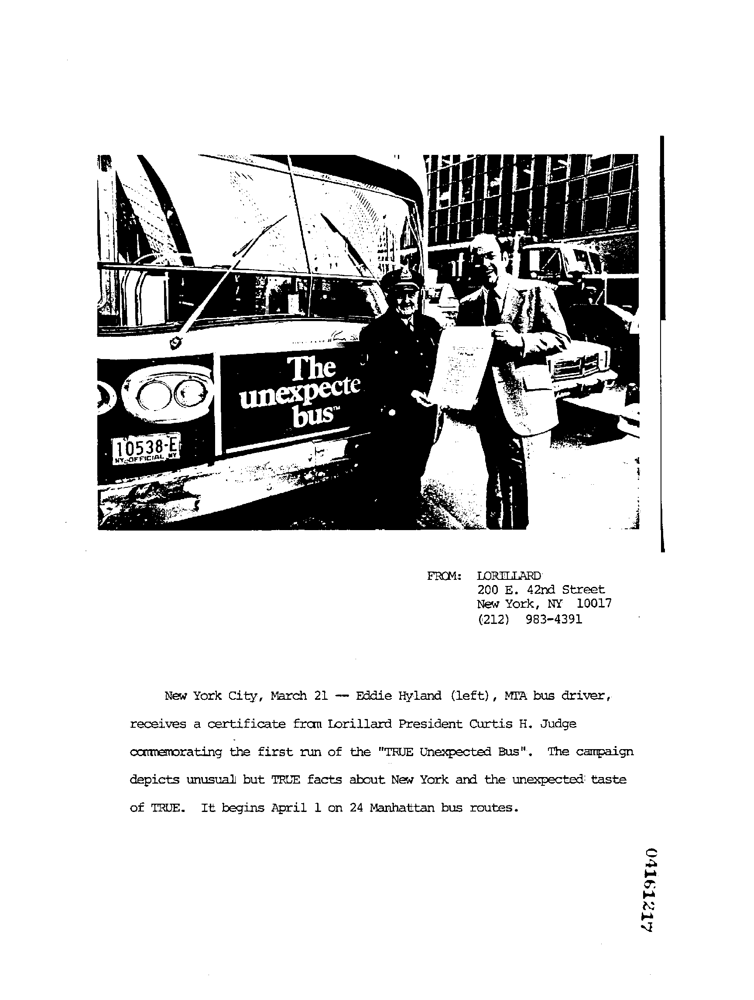 The
unexpecte
bus™
10538-E
NY-OFFICIAL-NY
FROM: LORILLARD
200 E. 42nd Street
New York, NY 10017
(212) 983-4391
New York City, March 21 -- Eddie Hyland (left), MTA bus driver,
receives a certificate from Lorillard President Curtis H. Judge
commemorating the first run of the "TRUE Unexpected Bus". The campaign
depicts unusual but TRUE facts about New York and the unexpected taste
of TRUE. It begins April 1 on 24 Manhattan bus routes.
04161217